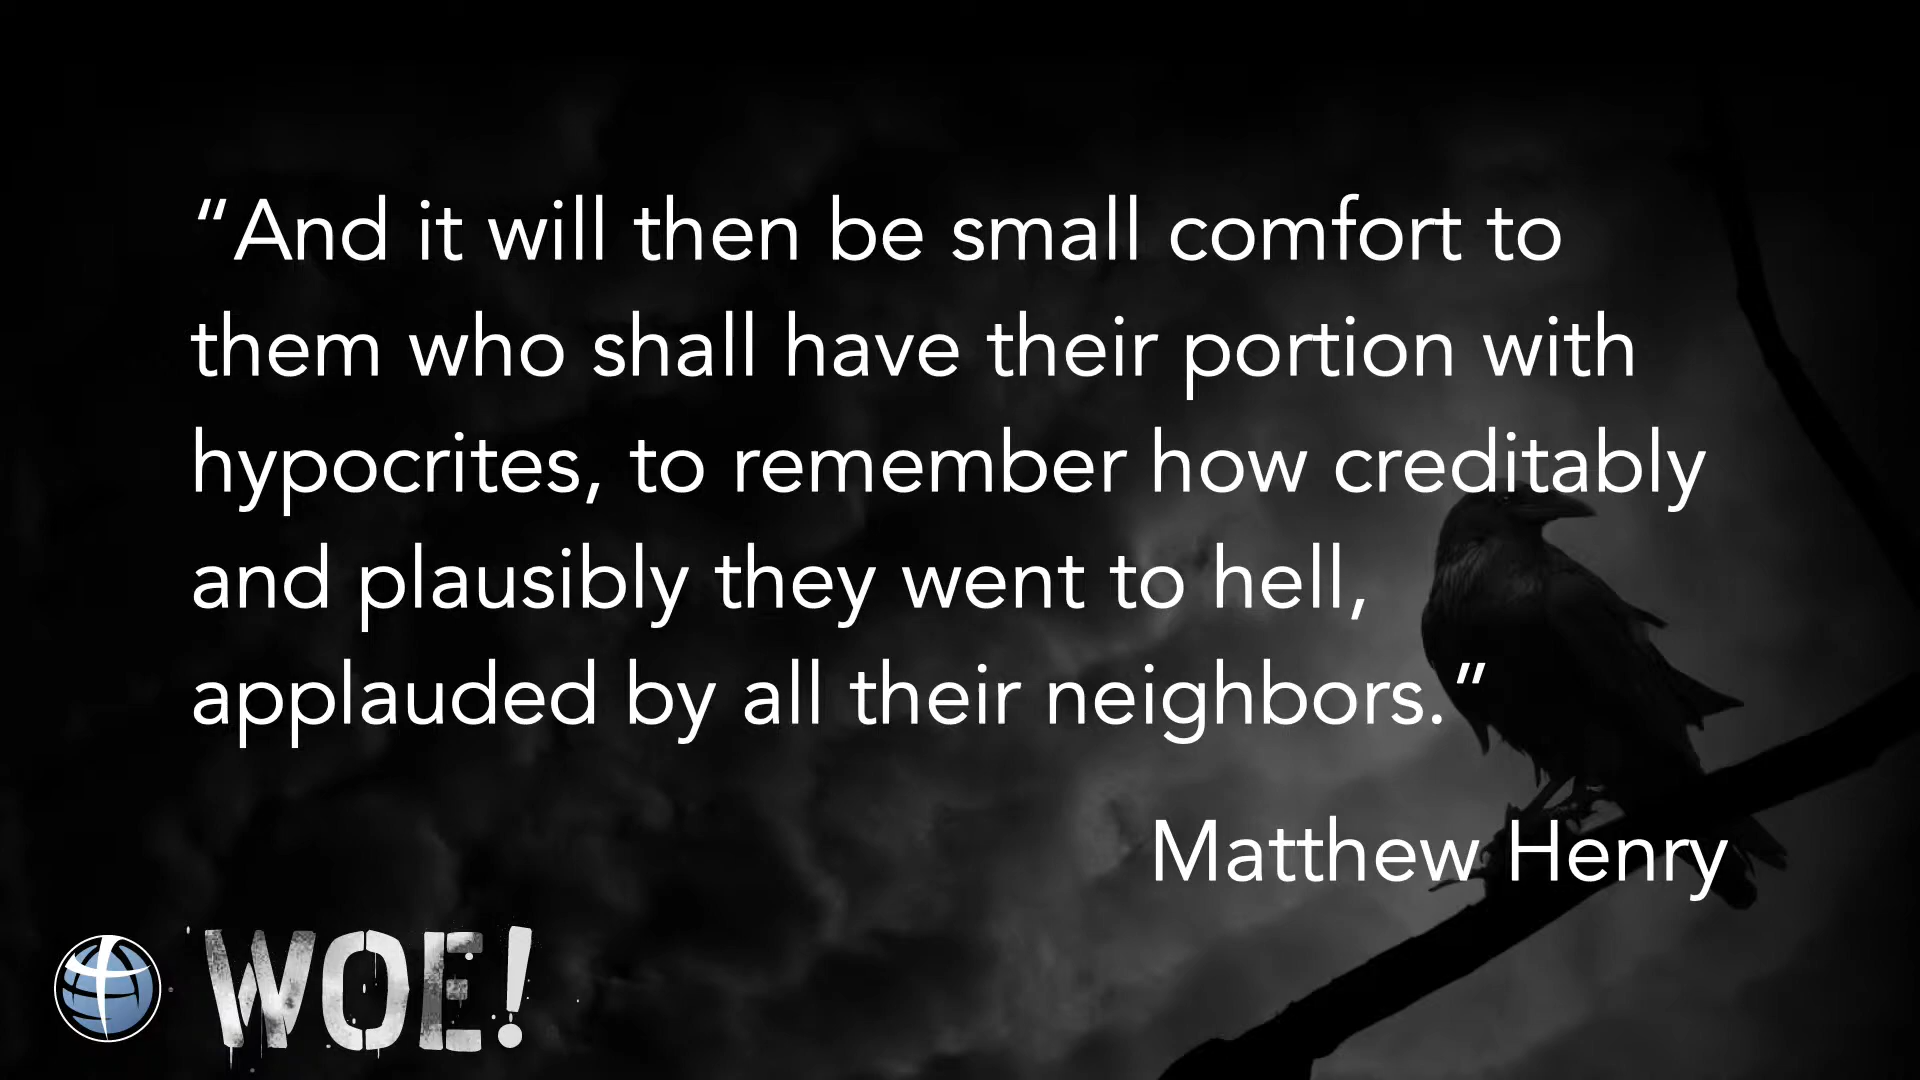 “And it will then be small comfort to
them who shall have their portion with
hypocrites, to remember how creditably
and plausibly they went to hell,
applauded by all their neighbors.”
Matthew Henry
WOE!